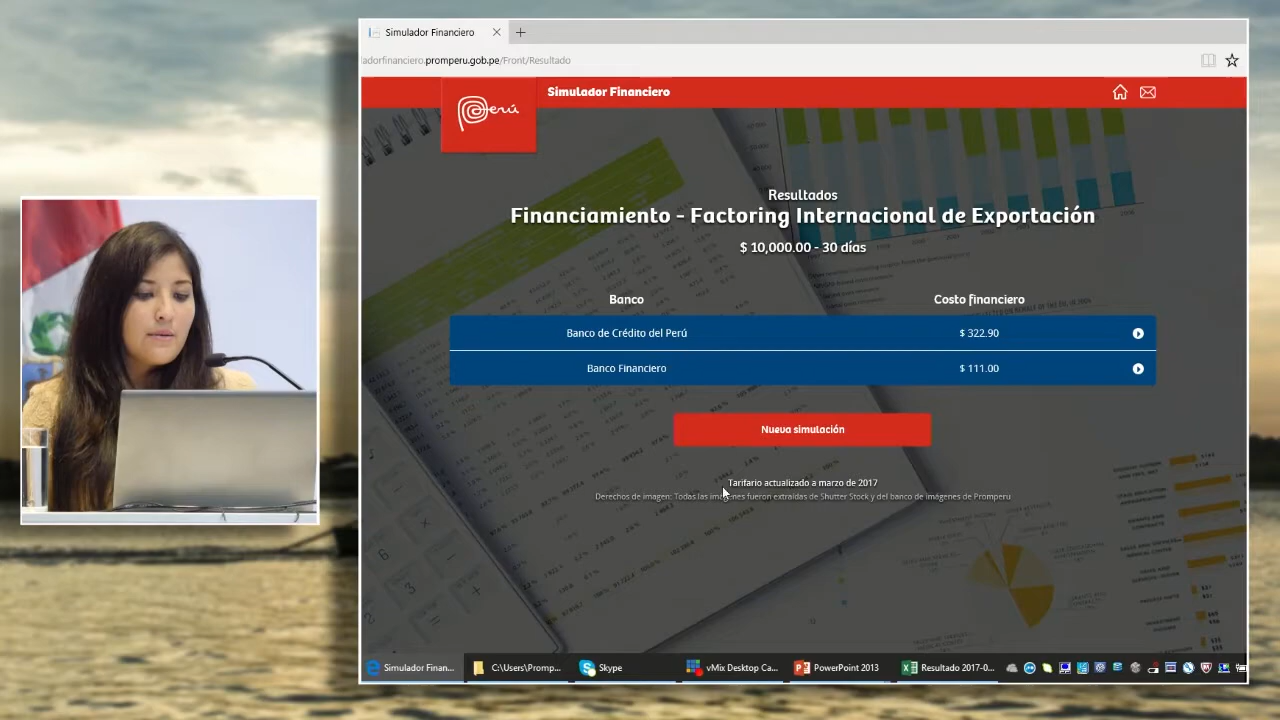 Simulador Financiero
adorfinanciero.promperu.gob.pe/Front/Resultado
Perú
Simulador Financiero
Resultados
Financiamiento - Factoring Internacional de Exportación
$ 10,000.00 - 30 días
Banco Costo financiero
Banco de Crédito del Perú $ 322.90
Banco Financiero $ 111.00
Nueva simulación
Tarifario actualizado a marzo de 2017
Derechos de imagen: Todas las imágenes fueron extraídas de Shutter Stock y del banco de imágenes de Promperu
Simulador Finan... C:\Users\Promp... Skype vMix Desktop Ca... PowerPoint 2013 Resultado 2017-0...